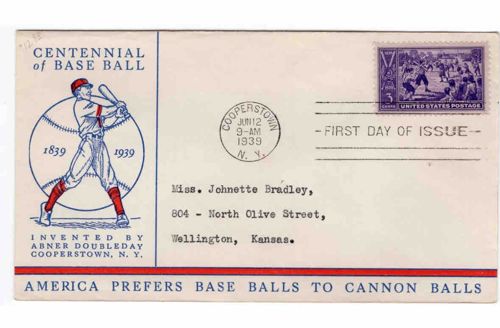 CENTENNIAL
of BASE BALL
1839 1939
INVENTED BY
ABNER DOUBLEDAY
COOPERSTOWN, N. Y.
COOPERSTOWN
JUN 12
9-AM
1939
N. Y.
3
CENTS
UNITED STATES POSTAGE
FIRST DAY OF ISSUE
Miss. Johnette Bradley,
804 - North Olive Street,
Wellington, Kansas.
AMERICA PREFERS BASE BALLS TO CANNON BALLS